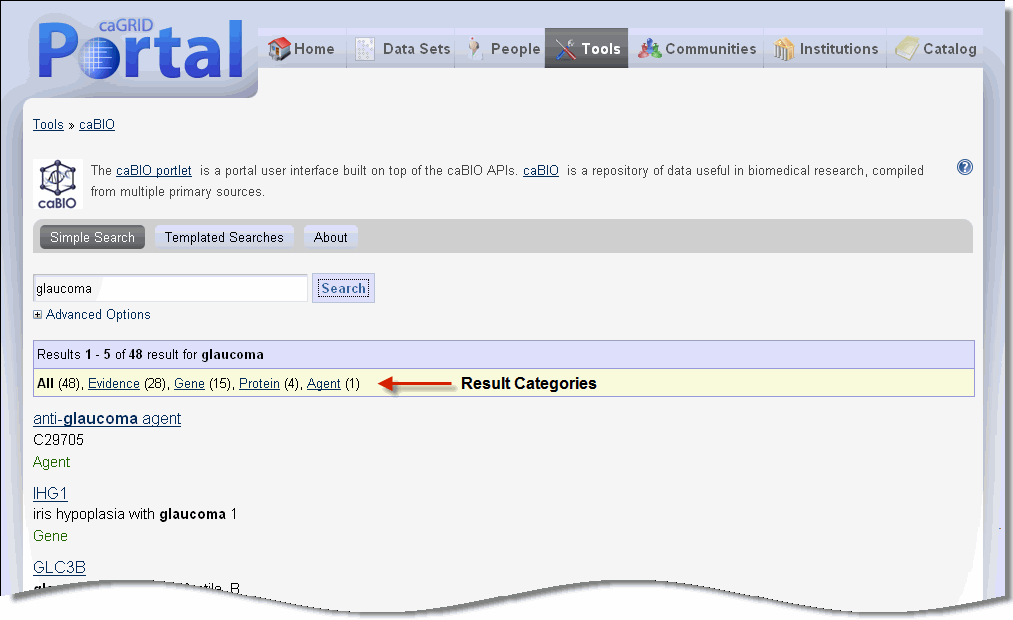 caGRID
Portal
Home Data Sets People Tools Communities Institutions Catalog
Tools » caBIO
The caBIO portlet is a portal user interface built on top of the caBIO APIs. caBIO is a repository of data useful in biomedical research, compiled
from multiple primary sources.
caBIO
Simple Search Templated Searches About
glaucoma Search
Advanced Options
Results 1 - 5 of 48 result for glaucoma
All (48), Evidence (28), Gene (15), Protein (4), Agent (1) Result Categories
anti-glaucoma agent
C29705
Agent
IHG1
iris hypoplasia with glaucoma 1
Gene
GLC3B
B